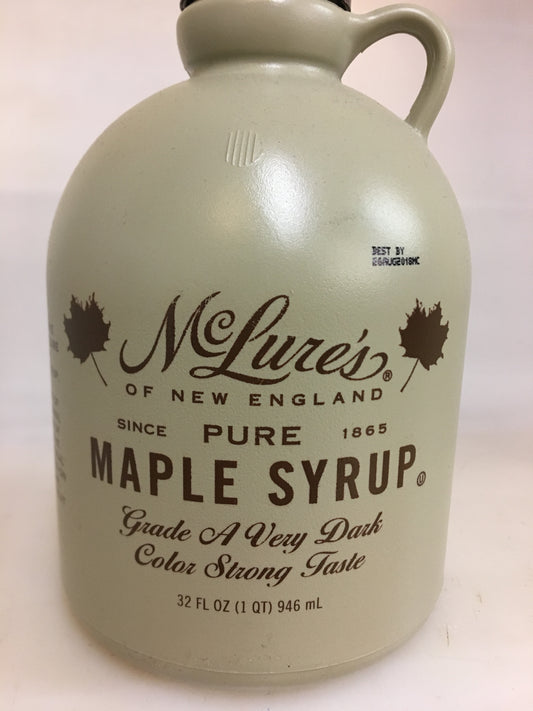 BEST BY
26AUG2018MC
McLure's®
OF NEW ENGLAND
SINCE PURE 1865
MAPLE SYRUP
Grade A Very Dark
Color Strong Taste
32 FL OZ (1 QT) 946 mL